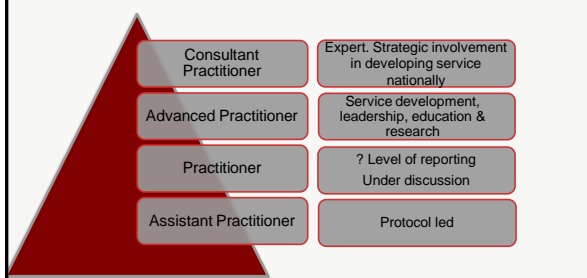 Consultant
Practitioner
Expert. Strategic involvement
in developing service
nationally
Advanced Practitioner
Service development,
leadership, education &
research
Practitioner
? Level of reporting
Under discussion
Assistant Practitioner
Protocol led